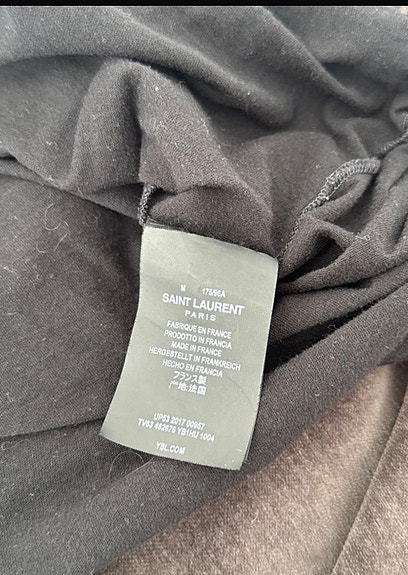 M 175/96A
SAINT LAURENT
PARIS
FABRIQUE EN FRANCE
PRODOTTO IN FRANCIA
MADE IN FRANCE
HERGESTELLT IN FRANKREICH
HECHO EN FRANCIA
フランス製
产地:法国
UP53 2017 00957
TV63 482678 YB1HU 1004
YSL.COM